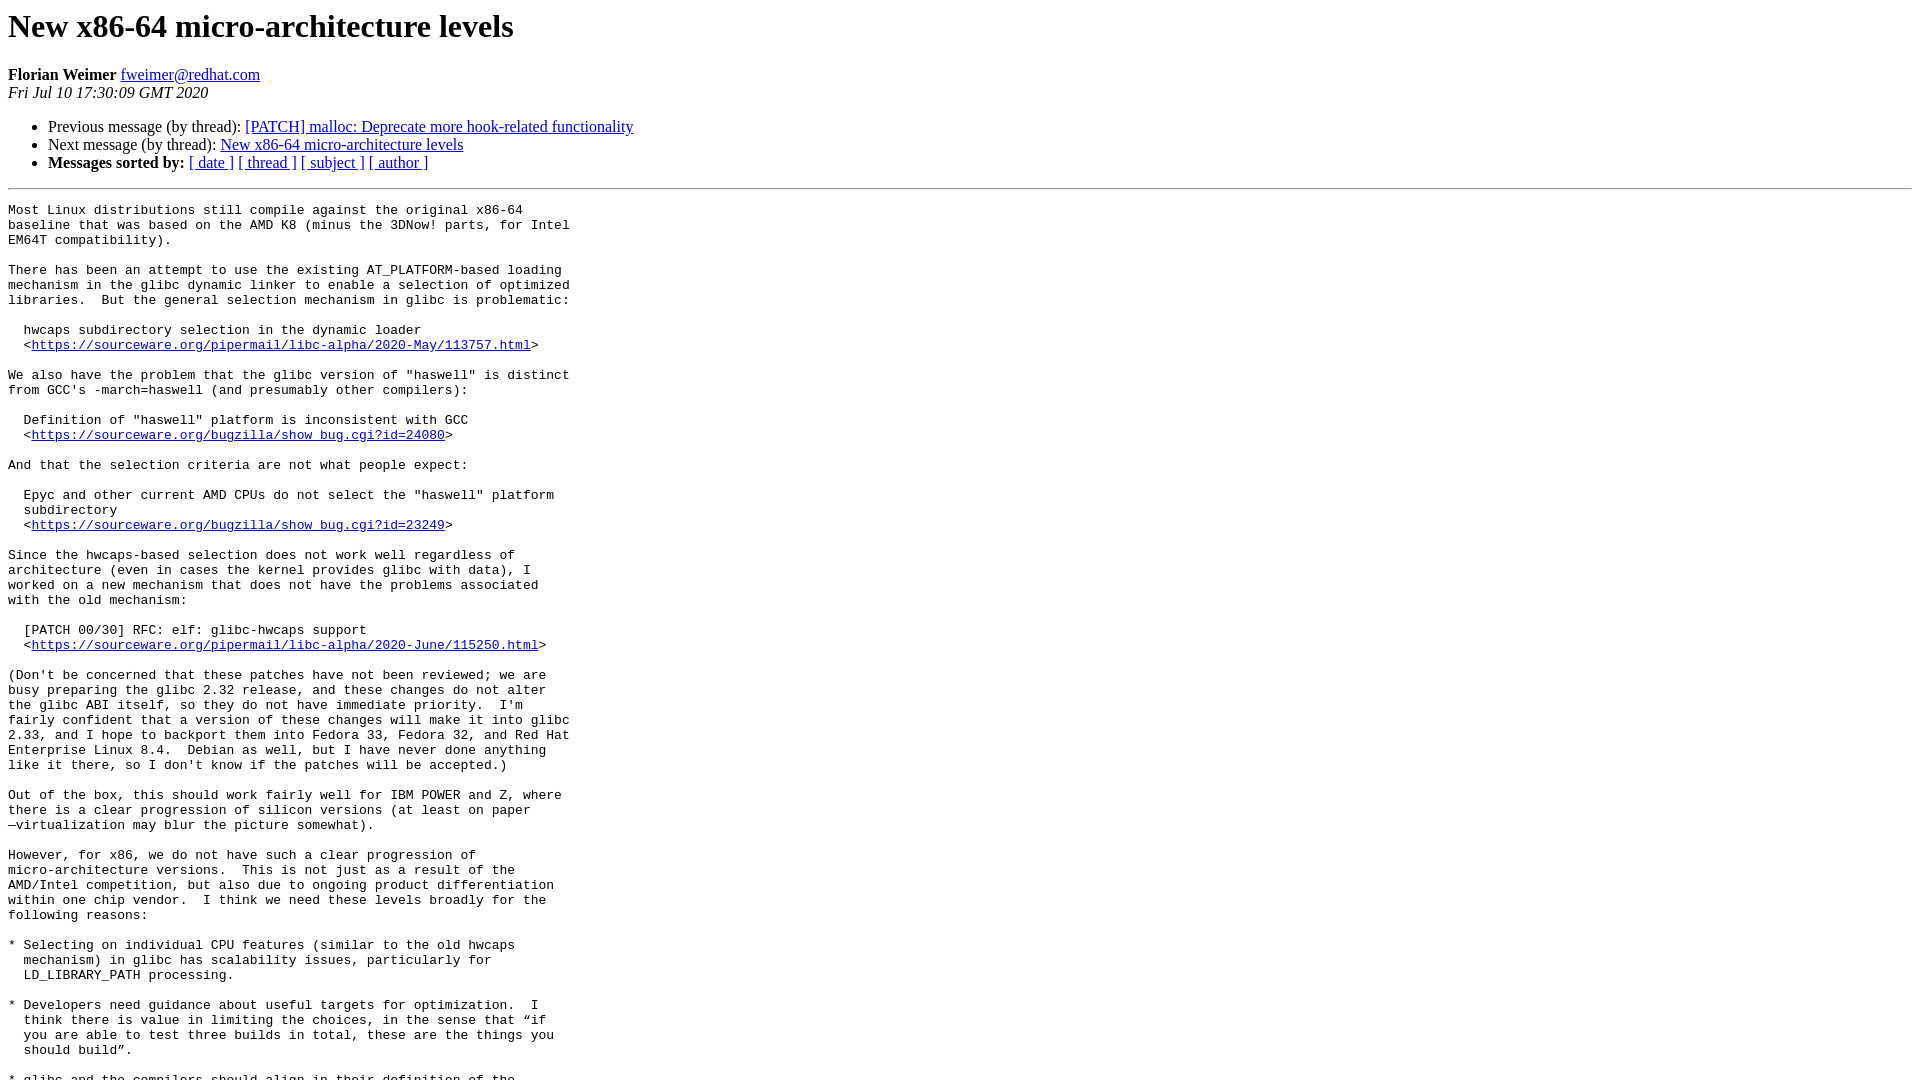 New x86-64 micro-architecture levels
Florian Weimer fweimer@redhat.com
Fri Jul 10 17:30:09 GMT 2020
Previous message (by thread): [PATCH] malloc: Deprecate more hook-related functionality
Next message (by thread): New x86-64 micro-architecture levels
Messages sorted by: [ date ] [ thread ] [ subject ] [ author ]
Most Linux distributions still compile against the original x86-64
baseline that was based on the AMD K8 (minus the 3DNow! parts, for Intel
EM64T compatibility).
There has been an attempt to use the existing AT_PLATFORM-based loading
mechanism in the glibc dynamic linker to enable a selection of optimized
libraries.  But the general selection mechanism in glibc is problematic:
hwcaps subdirectory selection in the dynamic loader
<https://sourceware.org/pipermail/libc-alpha/2020-May/113757.html>
We also have the problem that the glibc version of "haswell" is distinct
from GCC's -march=haswell (and presumably other compilers):
Definition of "haswell" platform is inconsistent with GCC
<https://sourceware.org/bugzilla/show_bug.cgi?id=24080>
And that the selection criteria are not what people expect:
Epyc and other current AMD CPUs do not select the "haswell" platform
subdirectory
<https://sourceware.org/bugzilla/show_bug.cgi?id=23249>
Since the hwcaps-based selection does not work well regardless of
architecture (even in cases the kernel provides glibc with data), I
worked on a new mechanism that does not have the problems associated
with the old mechanism:
[PATCH 00/30] RFC: elf: glibc-hwcaps support
<https://sourceware.org/pipermail/libc-alpha/2020-June/115250.html>
(Don't be concerned that these patches have not been reviewed; we are
busy preparing the glibc 2.32 release, and these changes do not alter
the glibc ABI itself, so they do not have immediate priority.  I'm
fairly confident that a version of these changes will make it into glibc
2.33, and I hope to backport them into Fedora 33, Fedora 32, and Red Hat
Enterprise Linux 8.4.  Debian as well, but I have never done anything
like it there, so I don't know if the patches will be accepted.)
Out of the box, this should work fairly well for IBM POWER and Z, where
there is a clear progression of silicon versions (at least on paper
—virtualization may blur the picture somewhat).
However, for x86, we do not have such a clear progression of
micro-architecture versions.  This is not just as a result of the
AMD/Intel competition, but also due to ongoing product differentiation
within one chip vendor.  I think we need these levels broadly for the
following reasons:
* Selecting on individual CPU features (similar to the old hwcaps
mechanism) in glibc has scalability issues, particularly for
LD_LIBRARY_PATH processing.
* Developers need guidance about useful targets for optimization.  I
think there is value in limiting the choices, in the sense that “if
you are able to test three builds in total, these are the things you
should build”.
* glibc and the compilers should align in their definition of the